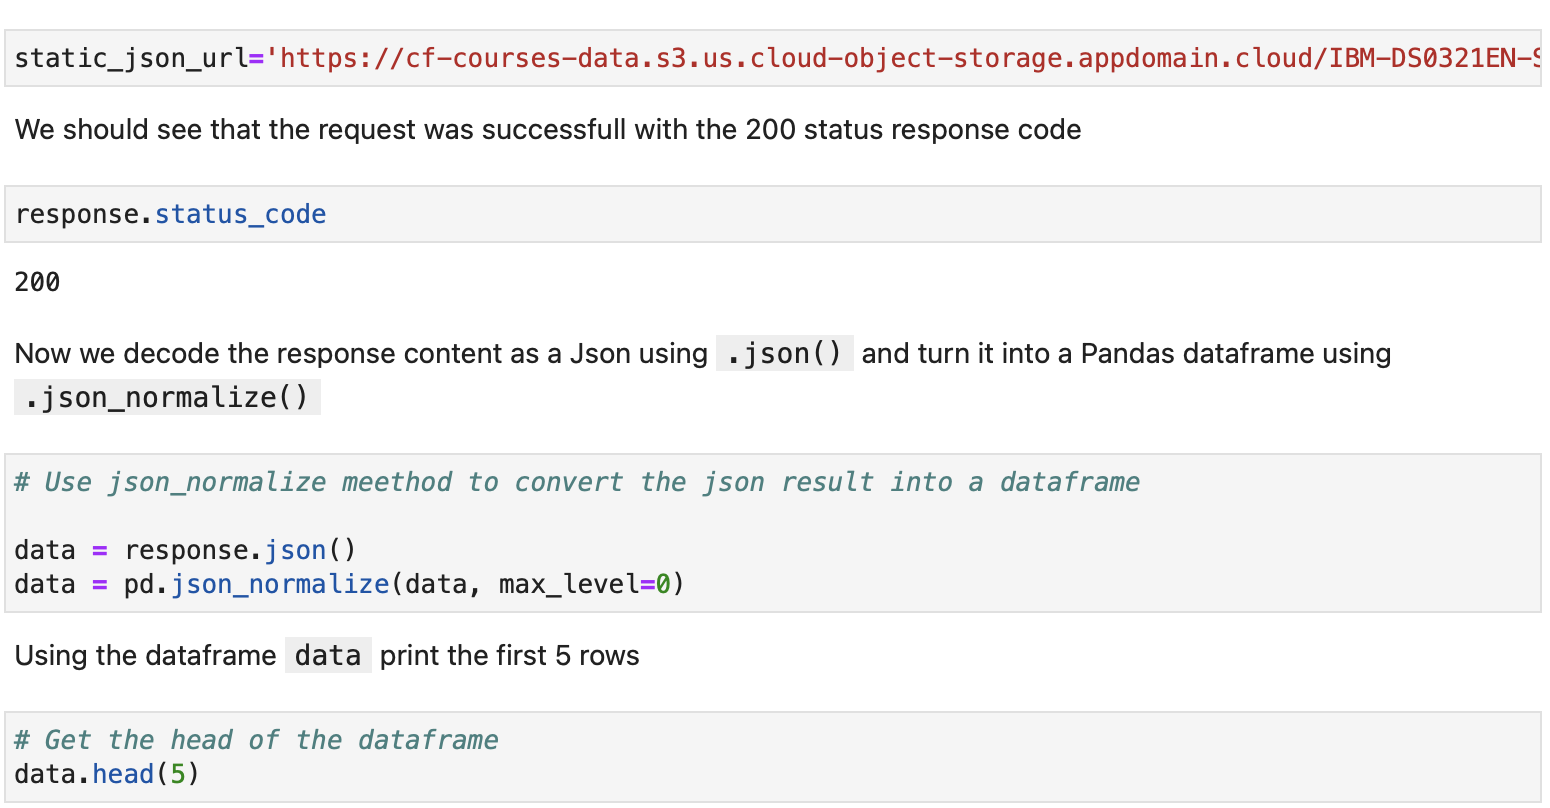 static_json_url='https://cf-courses-data.s3.us.cloud-object-storage.appdomain.cloud/IBM-DS0321EN-S
We should see that the request was successfull with the 200 status response code
response.status_code
200
Now we decode the response content as a Json using .json() and turn it into a Pandas dataframe using
.json_normalize()
# Use json_normalize meethod to convert the json result into a dataframe
data = response.json()
data = pd.json_normalize(data, max_level=0)
Using the dataframe data print the first 5 rows
# Get the head of the dataframe
data.head(5)